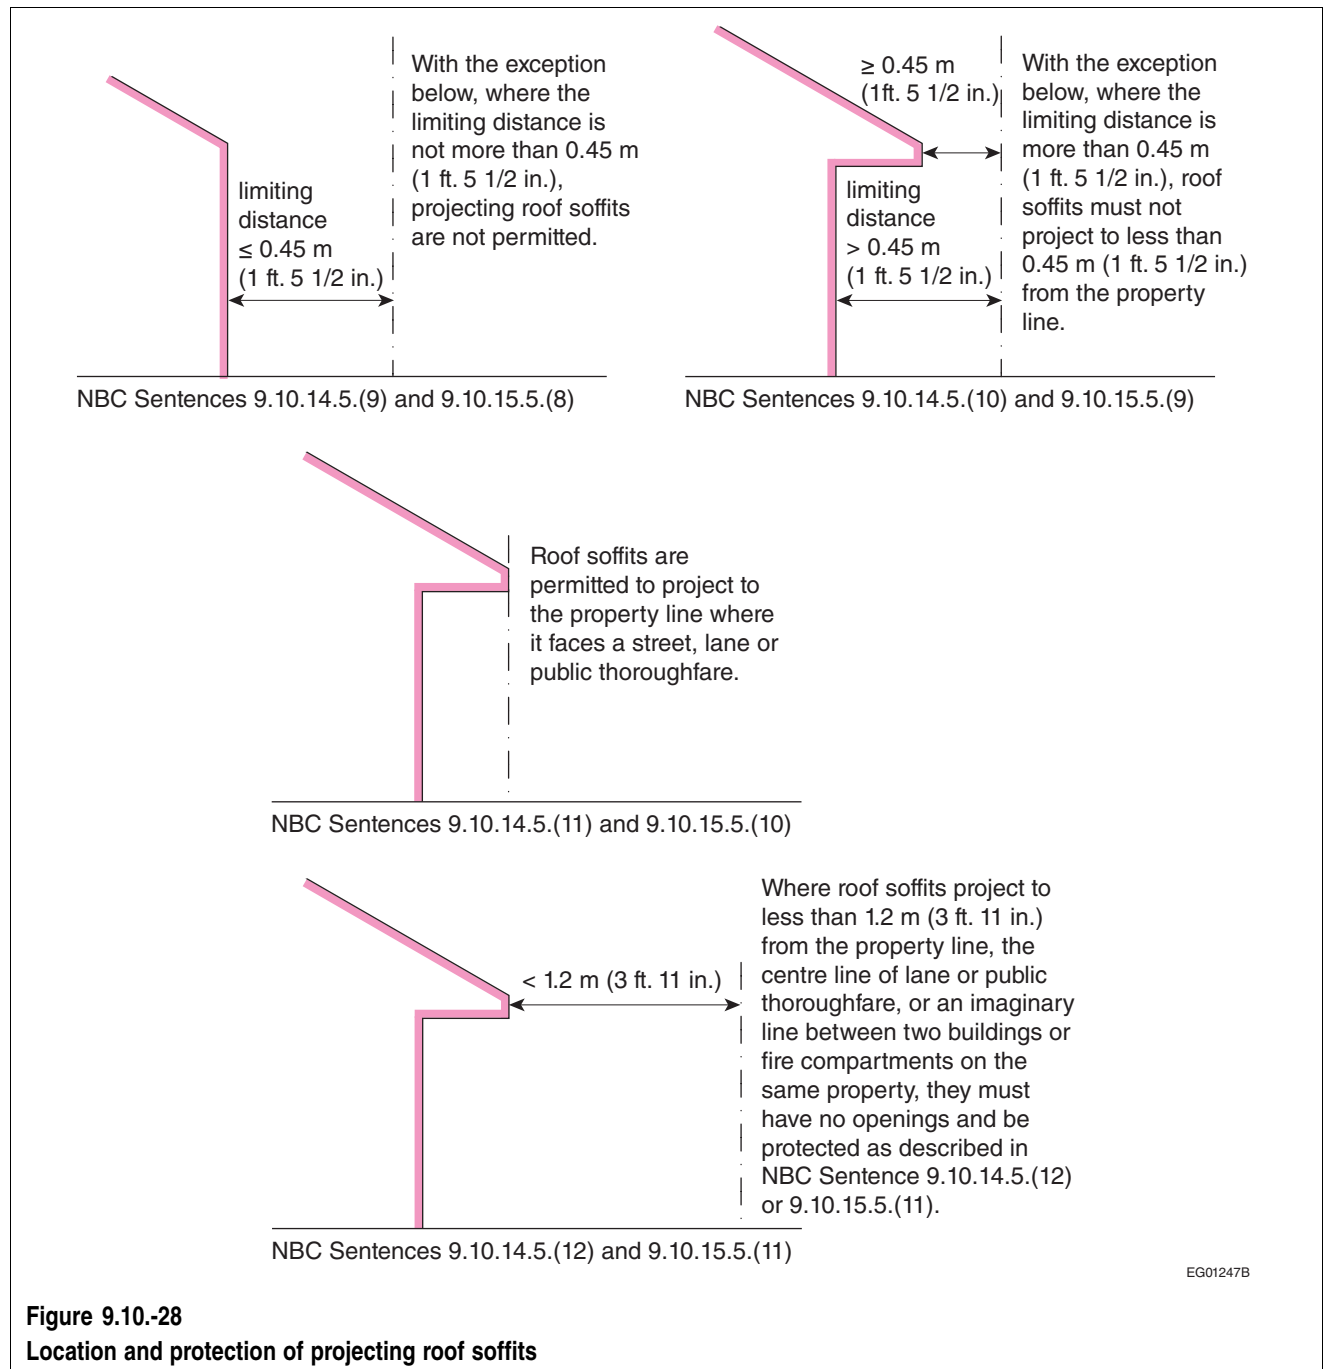 With the exception
below, where the
limiting distance is
not more than 0.45 m
(1 ft. 5 1/2 in.),
projecting roof soffits
are not permitted.
limiting
distance
≤ 0.45 m
(1 ft. 5 1/2 in.)
NBC Sentences 9.10.14.5.(9) and 9.10.15.5.(8)
≥ 0.45 m
(1ft. 5 1/2 in.)
With the exception
below, where the
limiting distance is
more than 0.45 m
(1 ft. 5 1/2 in.), roof
soffits must not
project to less than
0.45 m (1 ft. 5 1/2 in.)
from the property
line.
limiting
distance
> 0.45 m
(1 ft. 5 1/2 in.)
NBC Sentences 9.10.14.5.(10) and 9.10.15.5.(9)
Roof soffits are
permitted to project to
the property line where
it faces a street, lane or
public thoroughfare.
NBC Sentences 9.10.14.5.(11) and 9.10.15.5.(10)
< 1.2 m (3 ft. 11 in.)
Where roof soffits project to
less than 1.2 m (3 ft. 11 in.)
from the property line, the
centre line of lane or public
thoroughfare, or an imaginary
line between two buildings or
fire compartments on the
same property, they must
have no openings and be
protected as described in
NBC Sentence 9.10.14.5.(12)
or 9.10.15.5.(11).
NBC Sentences 9.10.14.5.(12) and 9.10.15.5.(11)
EG01247B
Figure 9.10.-28
Location and protection of projecting roof soffits